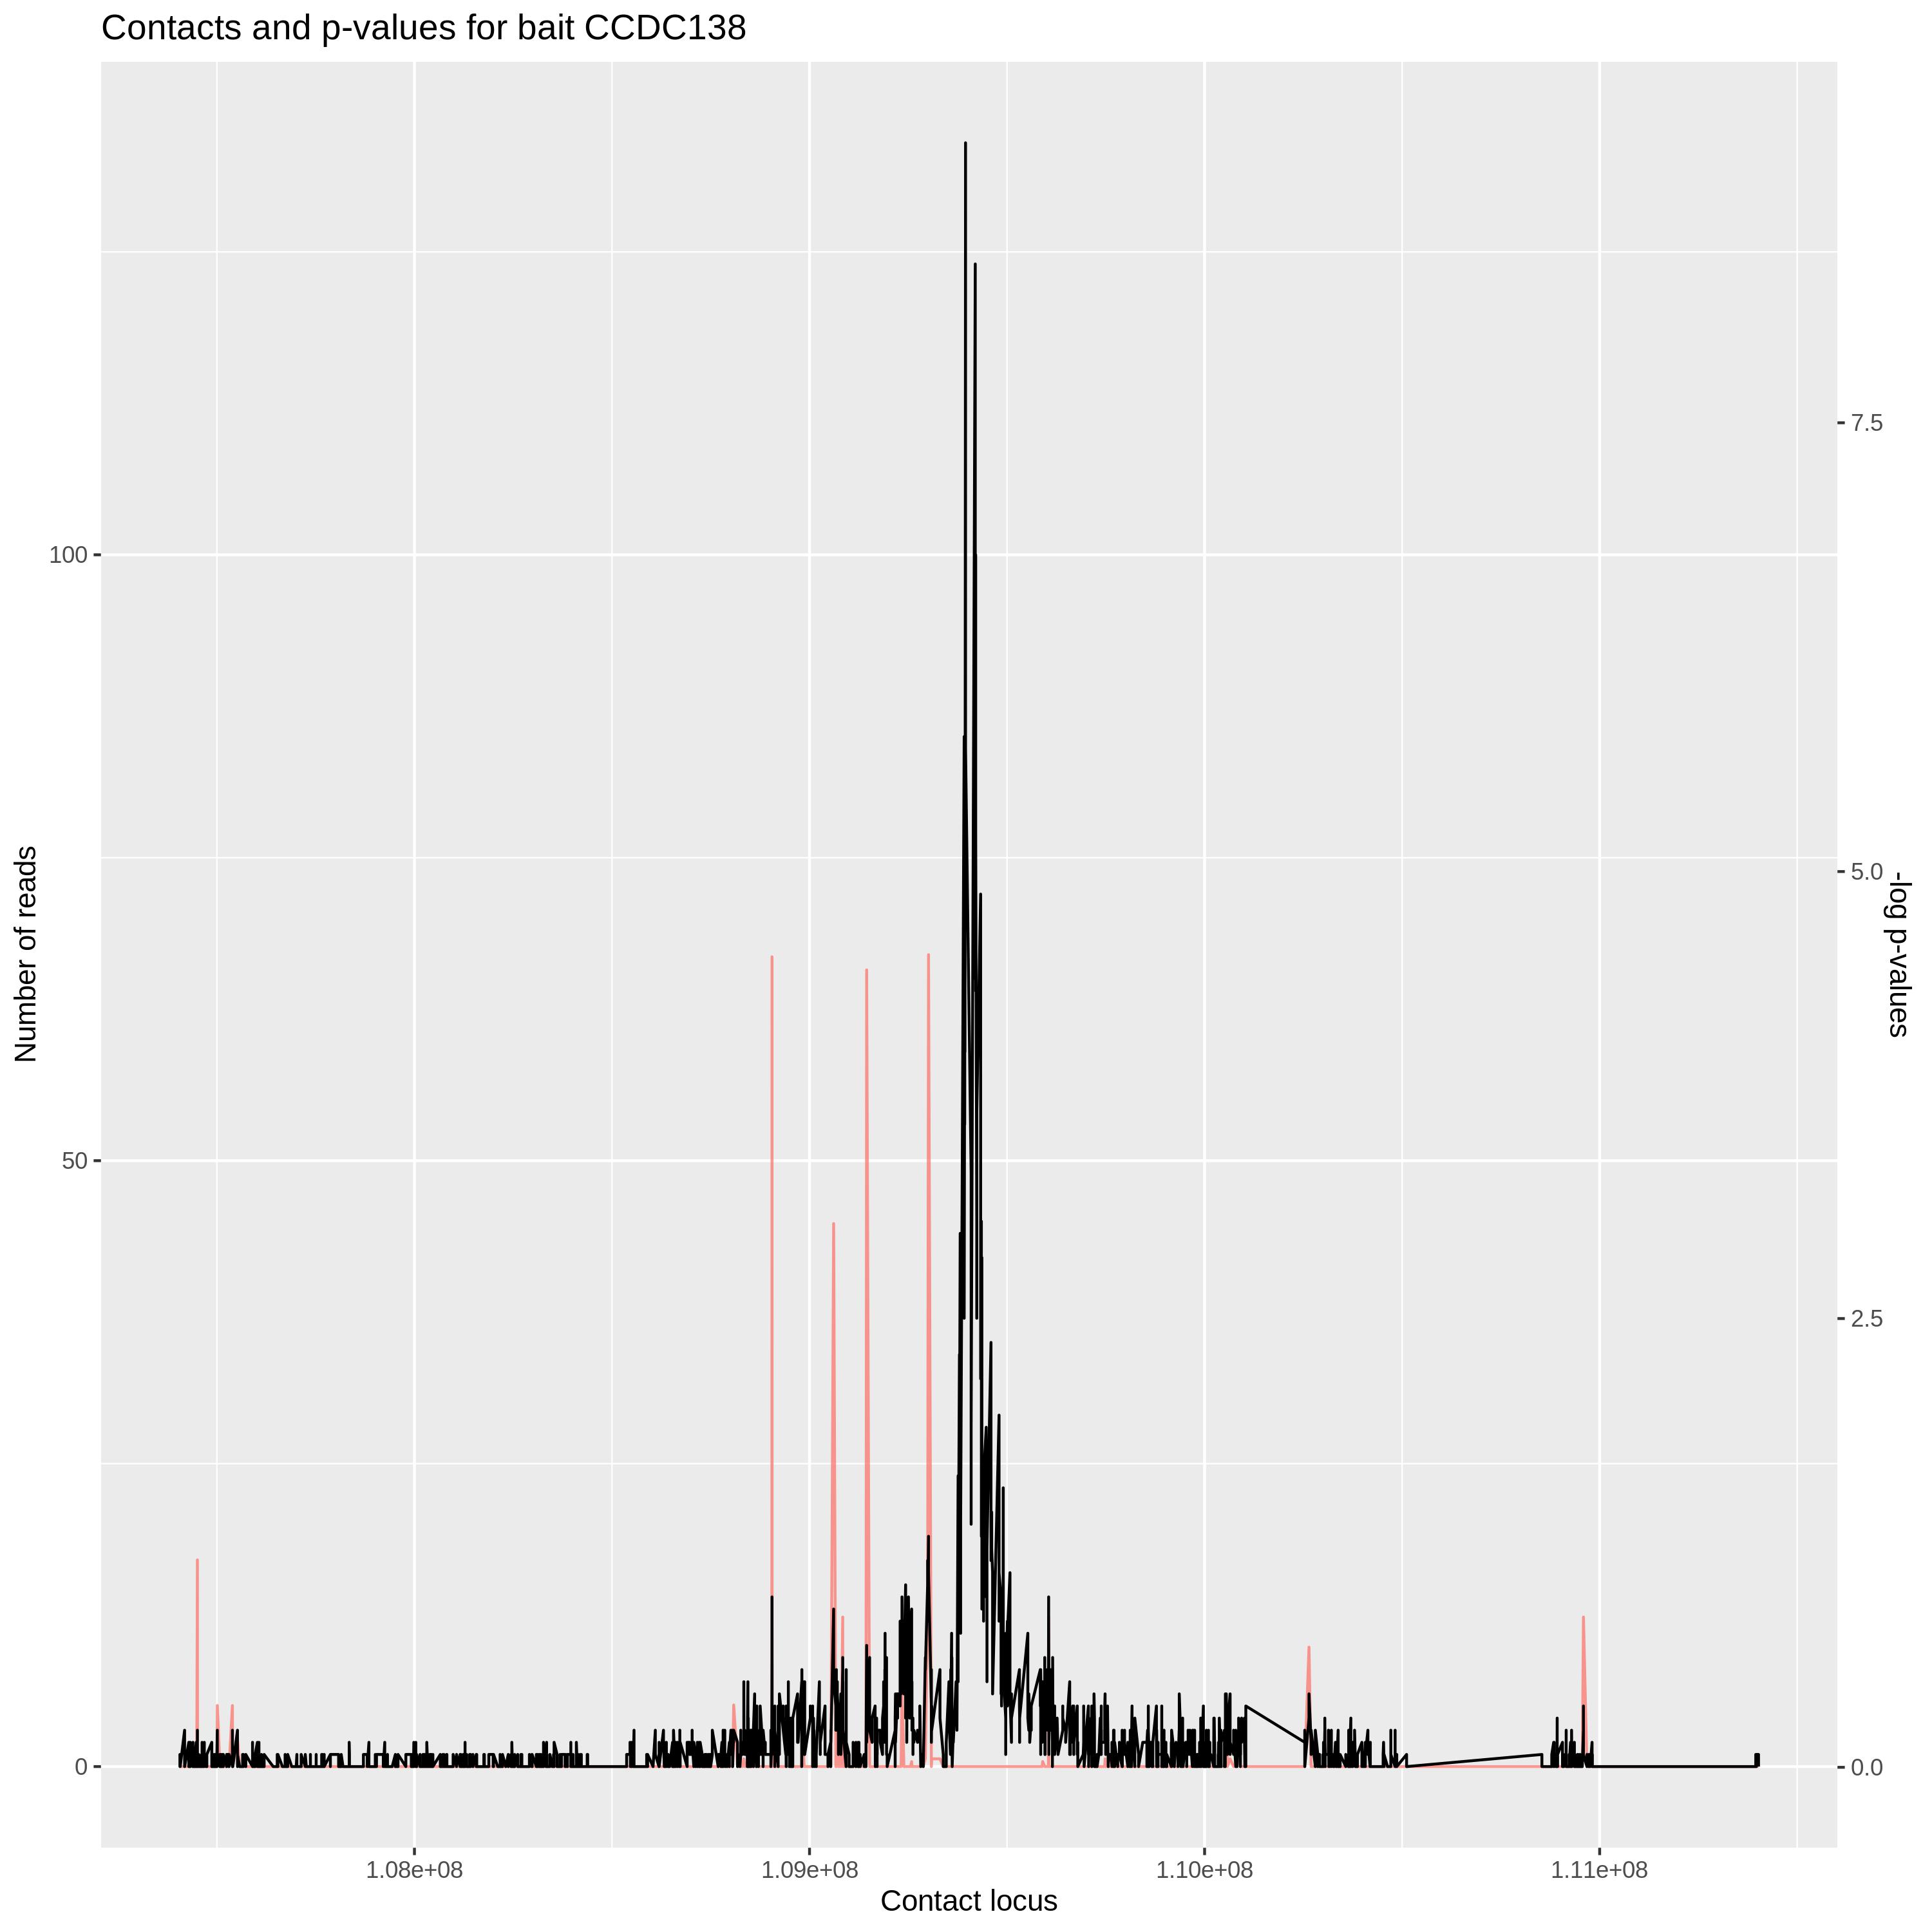 Contacts and p-values for bait CCDC138
Number of reads
100
50
0
7.5
5.0
2.5
0.0
-log p-values
1.08e+08
1.09e+08
1.10e+08
1.11e+08
Contact locus